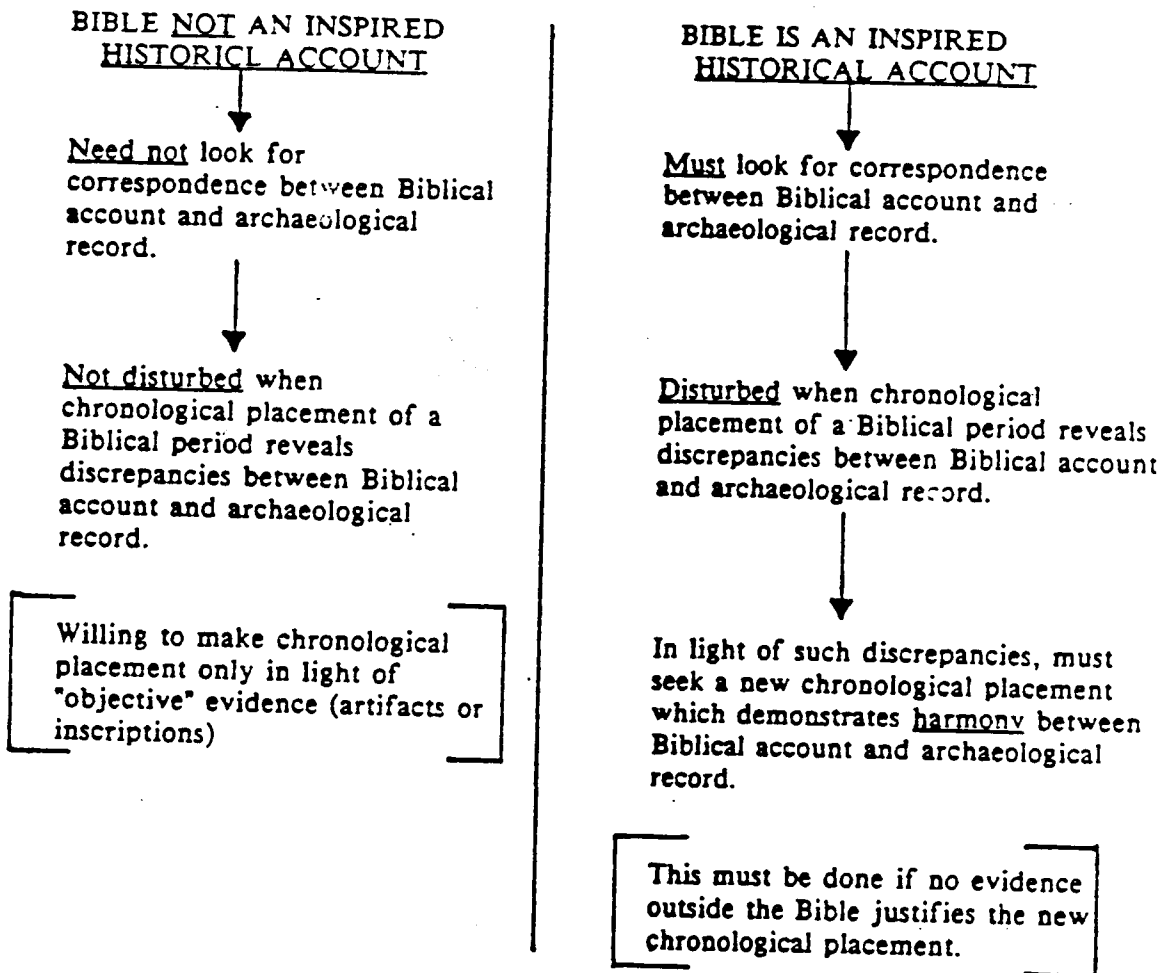 BIBLE NOT AN INSPIRED
HISTORICL ACCOUNT
Need not look for
correspondence between Biblical
account and archaeological
record.
Not disturbed when
chronological placement of a
Biblical period reveals
discrepancies between Biblical
account and archaeological
record.
Willing to make chronological
placement only in light of
"objective" evidence (artifacts or
inscriptions)
BIBLE IS AN INSPIRED
HISTORICAL ACCOUNT
Must look for correspondence
between Biblical account and
archaeological record.
Disturbed when chronological
placement of a Biblical period reveals
discrepancies between Biblical account
and archaeological record.
In light of such discrepancies, must
seek a new chronological placement
which demonstrates harmony between
Biblical account and archaeological
record.
This must be done if no evidence
outside the Bible justifies the new
chronological placement.